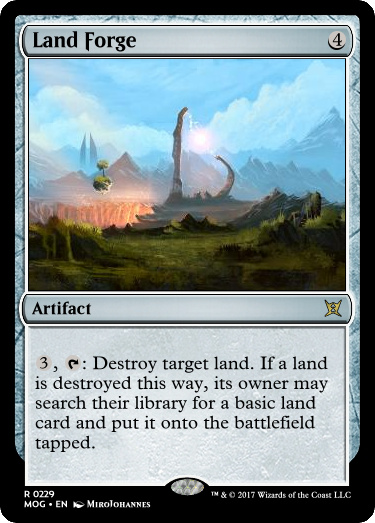 Land Forge 4
Artifact
3, T: Destroy target land. If a land
is destroyed this way, its owner may
search their library for a basic land
card and put it onto the battlefield
tapped.
R 0229
MOG • EN MiroJohannes
™ & © 2017 Wizards of the Coast LLC